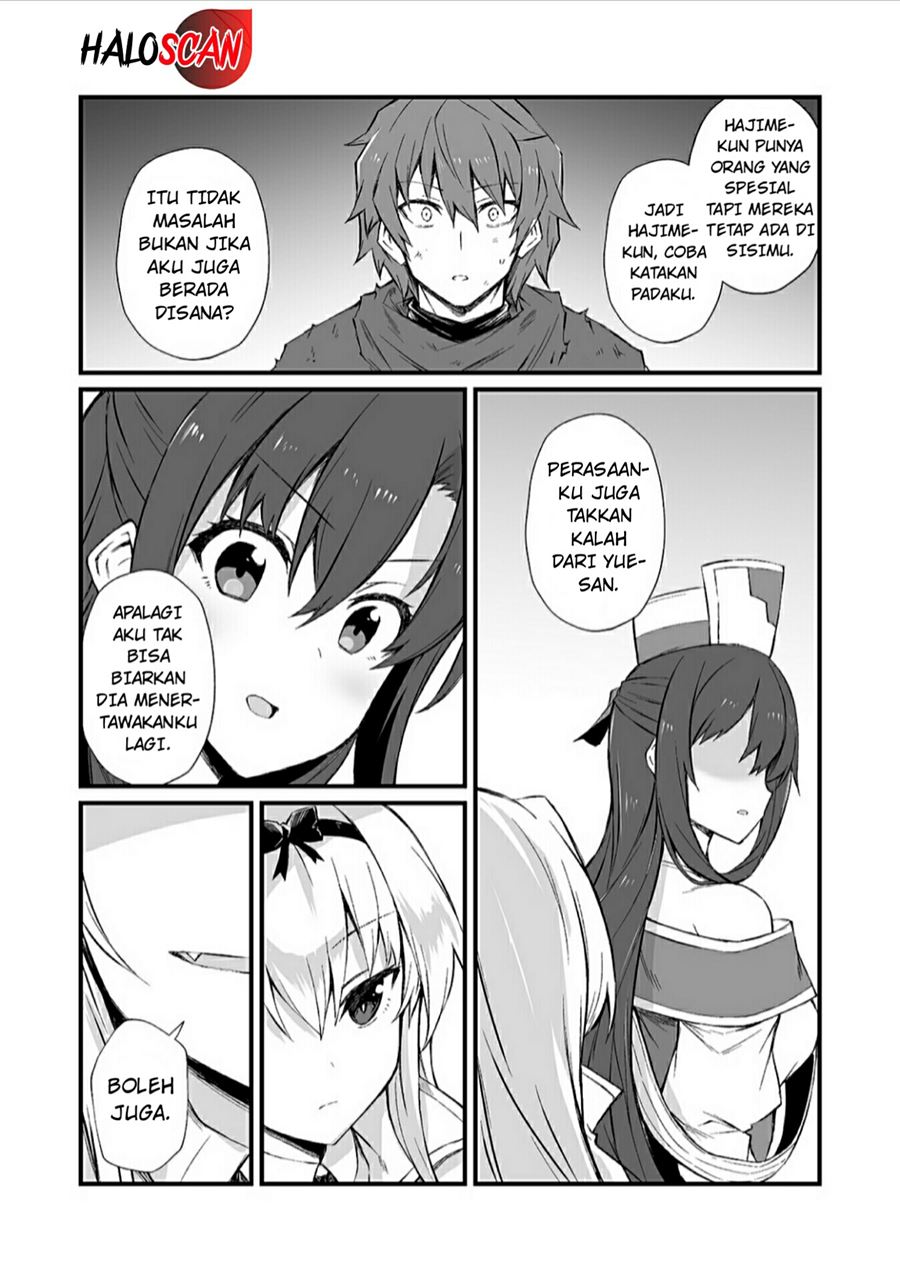 HALOSCAN
HAJIME-
KUN PUNYA
ORANG YANG
SPESIAL
TAPI MEREKA
TETAP ADA DI
SISIMU.
JADI
HAJIME-
KUN, COBA
KATAKAN
PADAKU.
ITU TIDAK
MASALAH
BUKAN JIKA
AKU JUGA
BERADA
DISANA?
PERASAAN-
KU JUGA
TAKKAN
KALAH
DARI YUE-
SAN.
APALAGI
AKU TAK
BISA
BIARKAN
DIA MENER-
TAWAKANKU
LAGI.
BOLEH
JUGA.